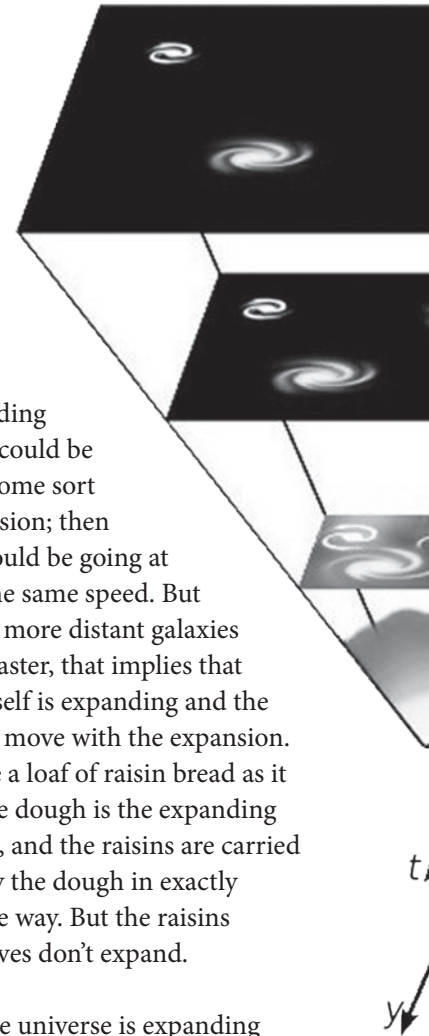 ding
could be
ome sort
sion; then
ould be going at
ne same speed. But
more distant galaxies
aster, that implies that
self is expanding and the
move with the expansion.
e a loaf of raisin bread as it
e dough is the expanding
, and the raisins are carried
y the dough in exactly
e way. But the raisins
ves don't expand.
e universe is expanding
t
y